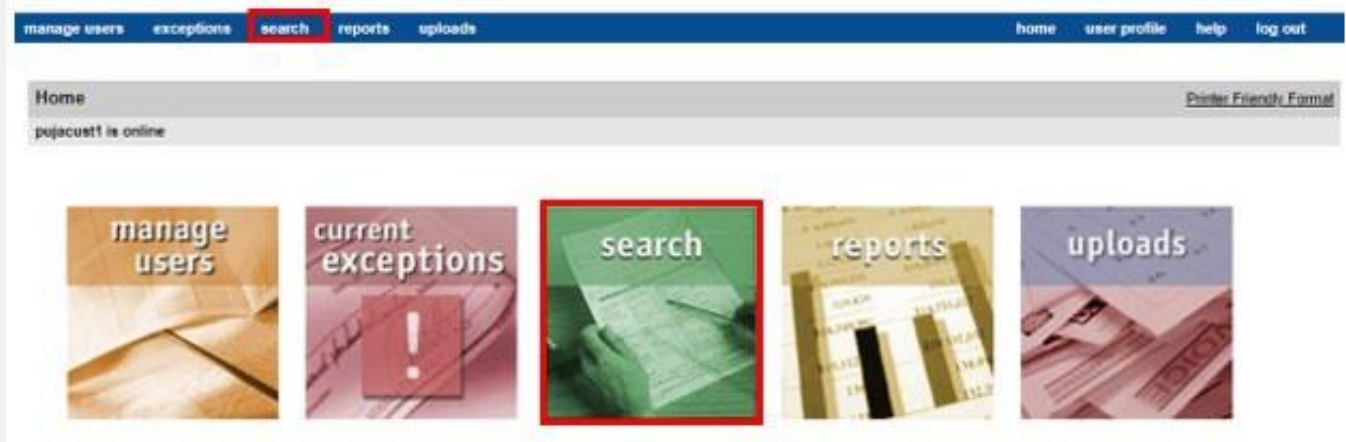 manage users exceptions search reports uploads home user profile help log out
Home Printer Friendly Format
pujacust1 is online
manage users
current exceptions
!
search
reports
uploads